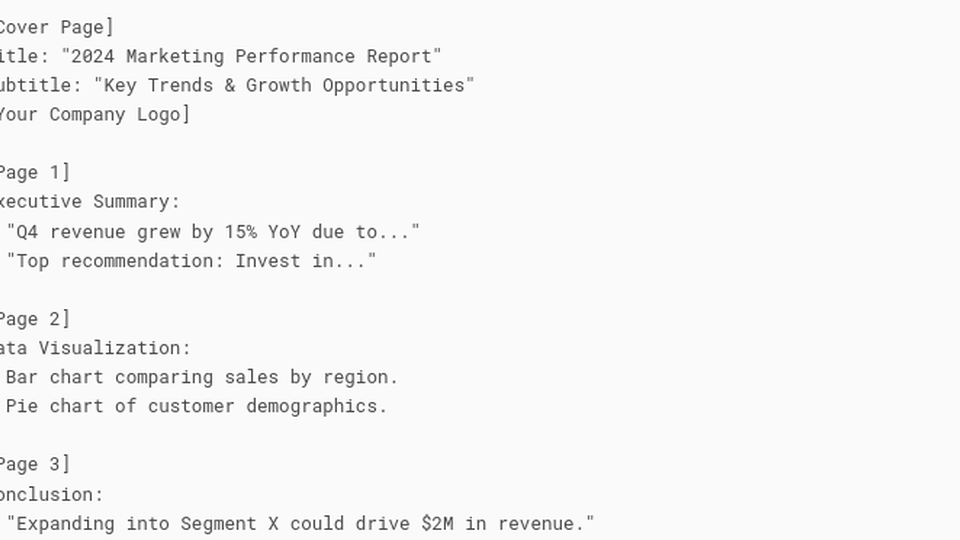 Cover Page]
itle: "2024 Marketing Performance Report"
ubtitle: "Key Trends & Growth Opportunities"
Your Company Logo]
Page 1]
xecutive Summary:
"Q4 revenue grew by 15% YoY due to..."
"Top recommendation: Invest in..."
Page 2]
ata Visualization:
Bar chart comparing sales by region.
Pie chart of customer demographics.
Page 3]
onclusion:
"Expanding into Segment X could drive $2M in revenue."